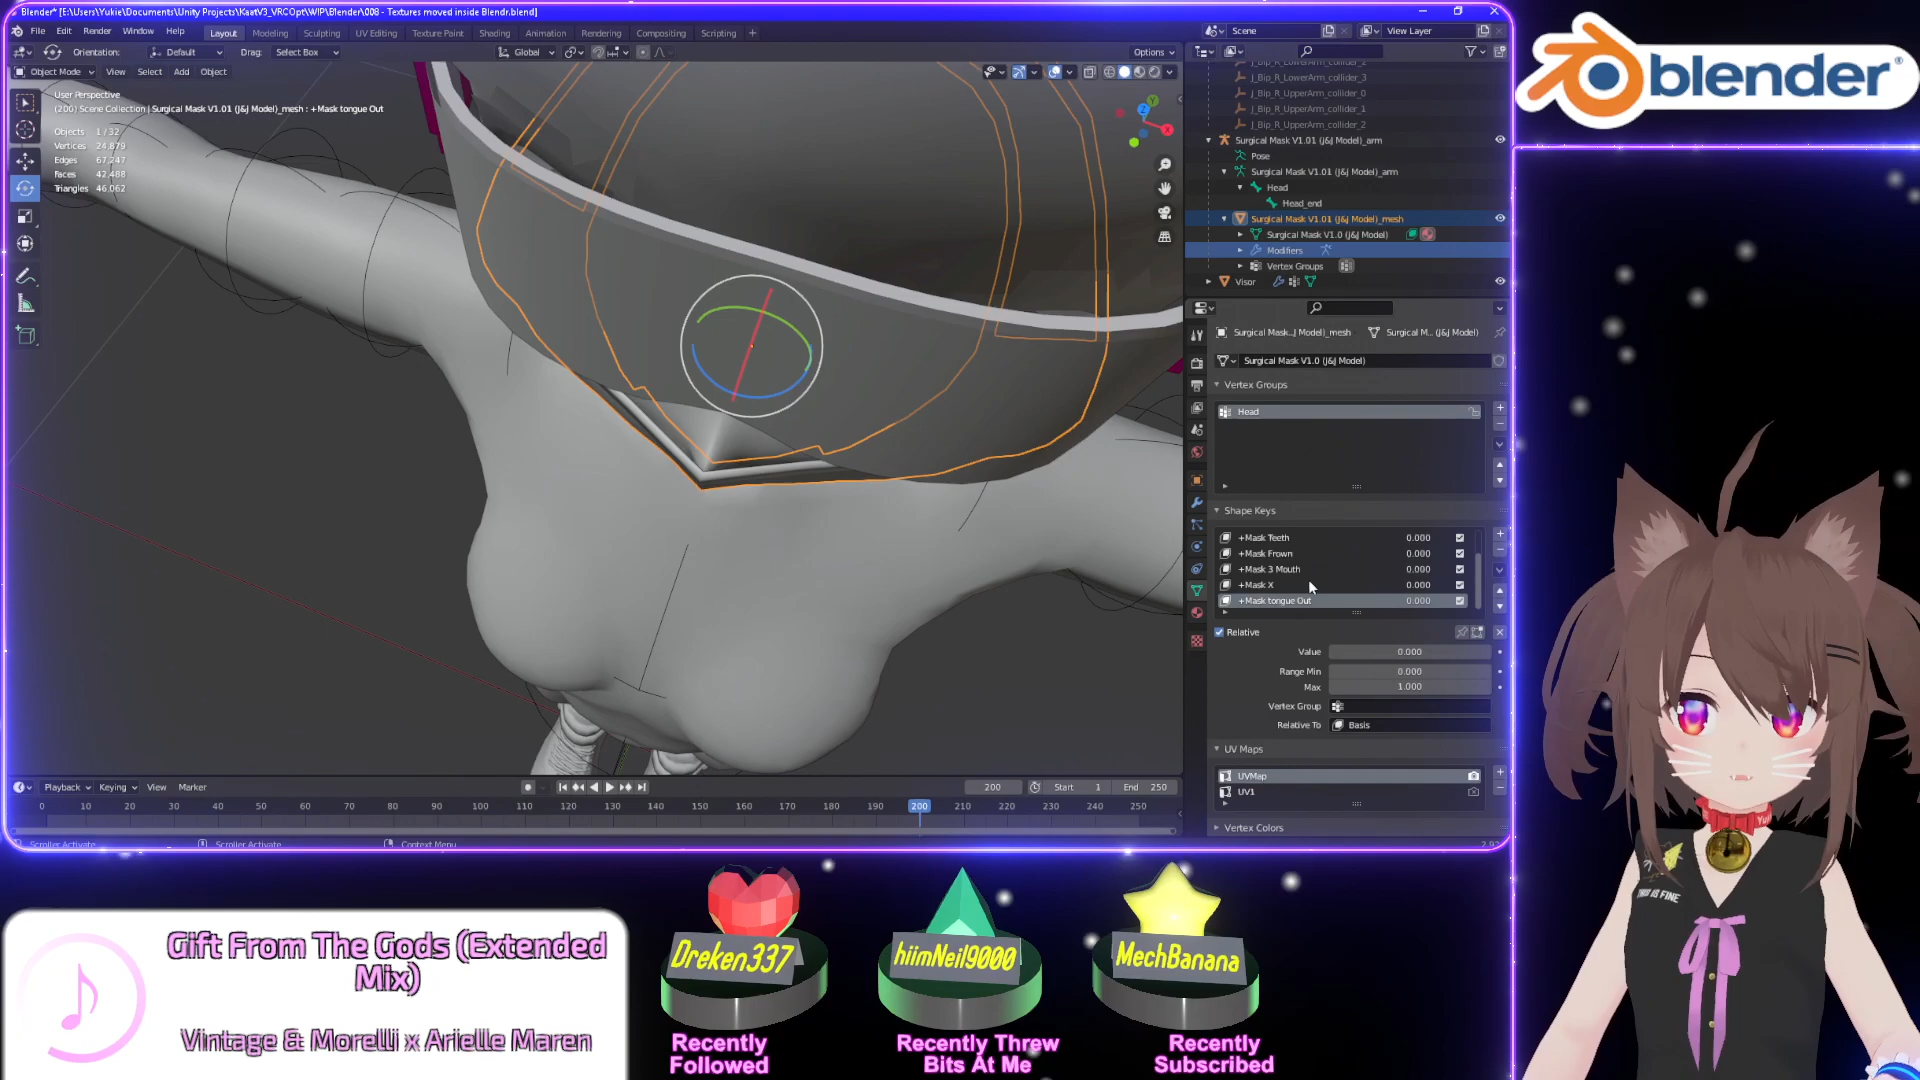 Blender* [E:\Users\Yukie\Documents\Unity Projects\KaatV3_VRCOpt\WIP\Blender\008 - Textures moved inside Blendr.blend]
File Edit Render Window Help Layout Modeling Sculpting UV Editing Texture Paint Shading Animation Rendering Compositing Scripting + Scene View Layer
Orientation: Default Drag: Select Box Global Options
Object Mode View Select Add Object
User Perspective
(200) Scene Collection | Surgical Mask V1.01 (J&J Model)_mesh : +Mask tongue Out
Objects 1 / 32
Vertices 24,879
Edges 67,247
Faces 42,488
Triangles 46,062
J_Bip_R_LowerArm_collider_2
J_Bip_R_LowerArm_collider_3
J_Bip_R_UpperArm_collider_0
J_Bip_R_UpperArm_collider_1
J_Bip_R_UpperArm_collider_2
Surgical Mask V1.01 (J&J Model)_arm
Pose
Surgical Mask V1.01 (J&J Model)_arm
Head
Head_end
Surgical Mask V1.01 (J&J Model)_mesh
Surgical Mask V1.0 (J&J Model)
Modifiers
Vertex Groups
Visor
Surgical Mask...J Model)_mesh Surgical M... (J&J Model)
Surgical Mask V1.0 (J&J Model)
Vertex Groups
Head
Shape Keys
+Mask Teeth 0.000
+Mask Frown 0.000
+Mask 3 Mouth 0.000
+Mask X 0.000
+Mask tongue Out 0.000
Relative
Value 0.000
Range Min 0.000
Max 1.000
Vertex Group
Relative To Basis
UV Maps
UVMap
UV1
Vertex Colors
Playback Keying View Marker 200 Start 1 End 250
0 10 20 30 40 50 60 70 80 90 100 110 120 130 140 150 160 170 180 190 200 210 220 230 240 250
Scroller Activate Scroller Activate Context Menu
blender
Z
Y
X
THIS IS FINE
Gift From The Gods (Extended
Mix)
Vintage & Morelli x Arielle Maren
Dreken337
hiimNeil9000
MechBanana
Recently
Followed
Recently Threw
Bits At Me
Recently
Subscribed